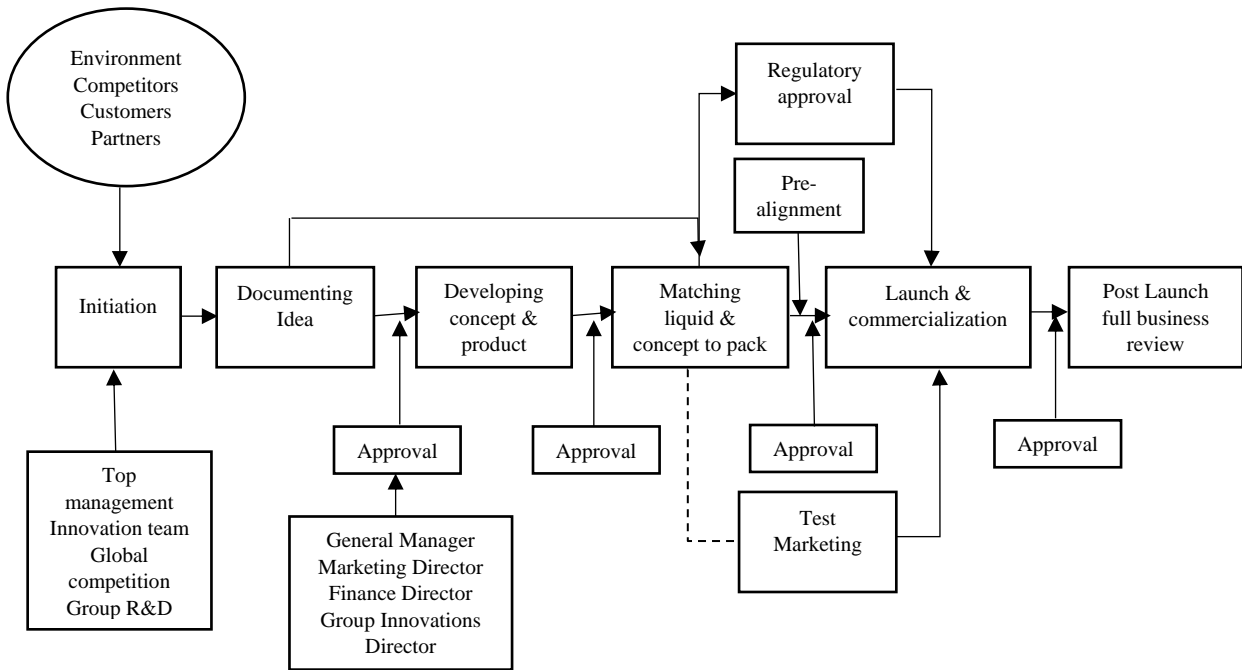 Environment
Competitors
Customers
Partners
Regulatory
approval
Pre-
alignment
Initiation
Documenting
Idea
Developing
concept &
product
Matching
liquid &
concept to pack
Launch &
commercialization
Post Launch
full business
review
Approval
Approval
Approval
Approval
Top
management
Innovation team
Global
competition
Group R&D
General Manager
Marketing Director
Finance Director
Group Innovations
Director
Test
Marketing